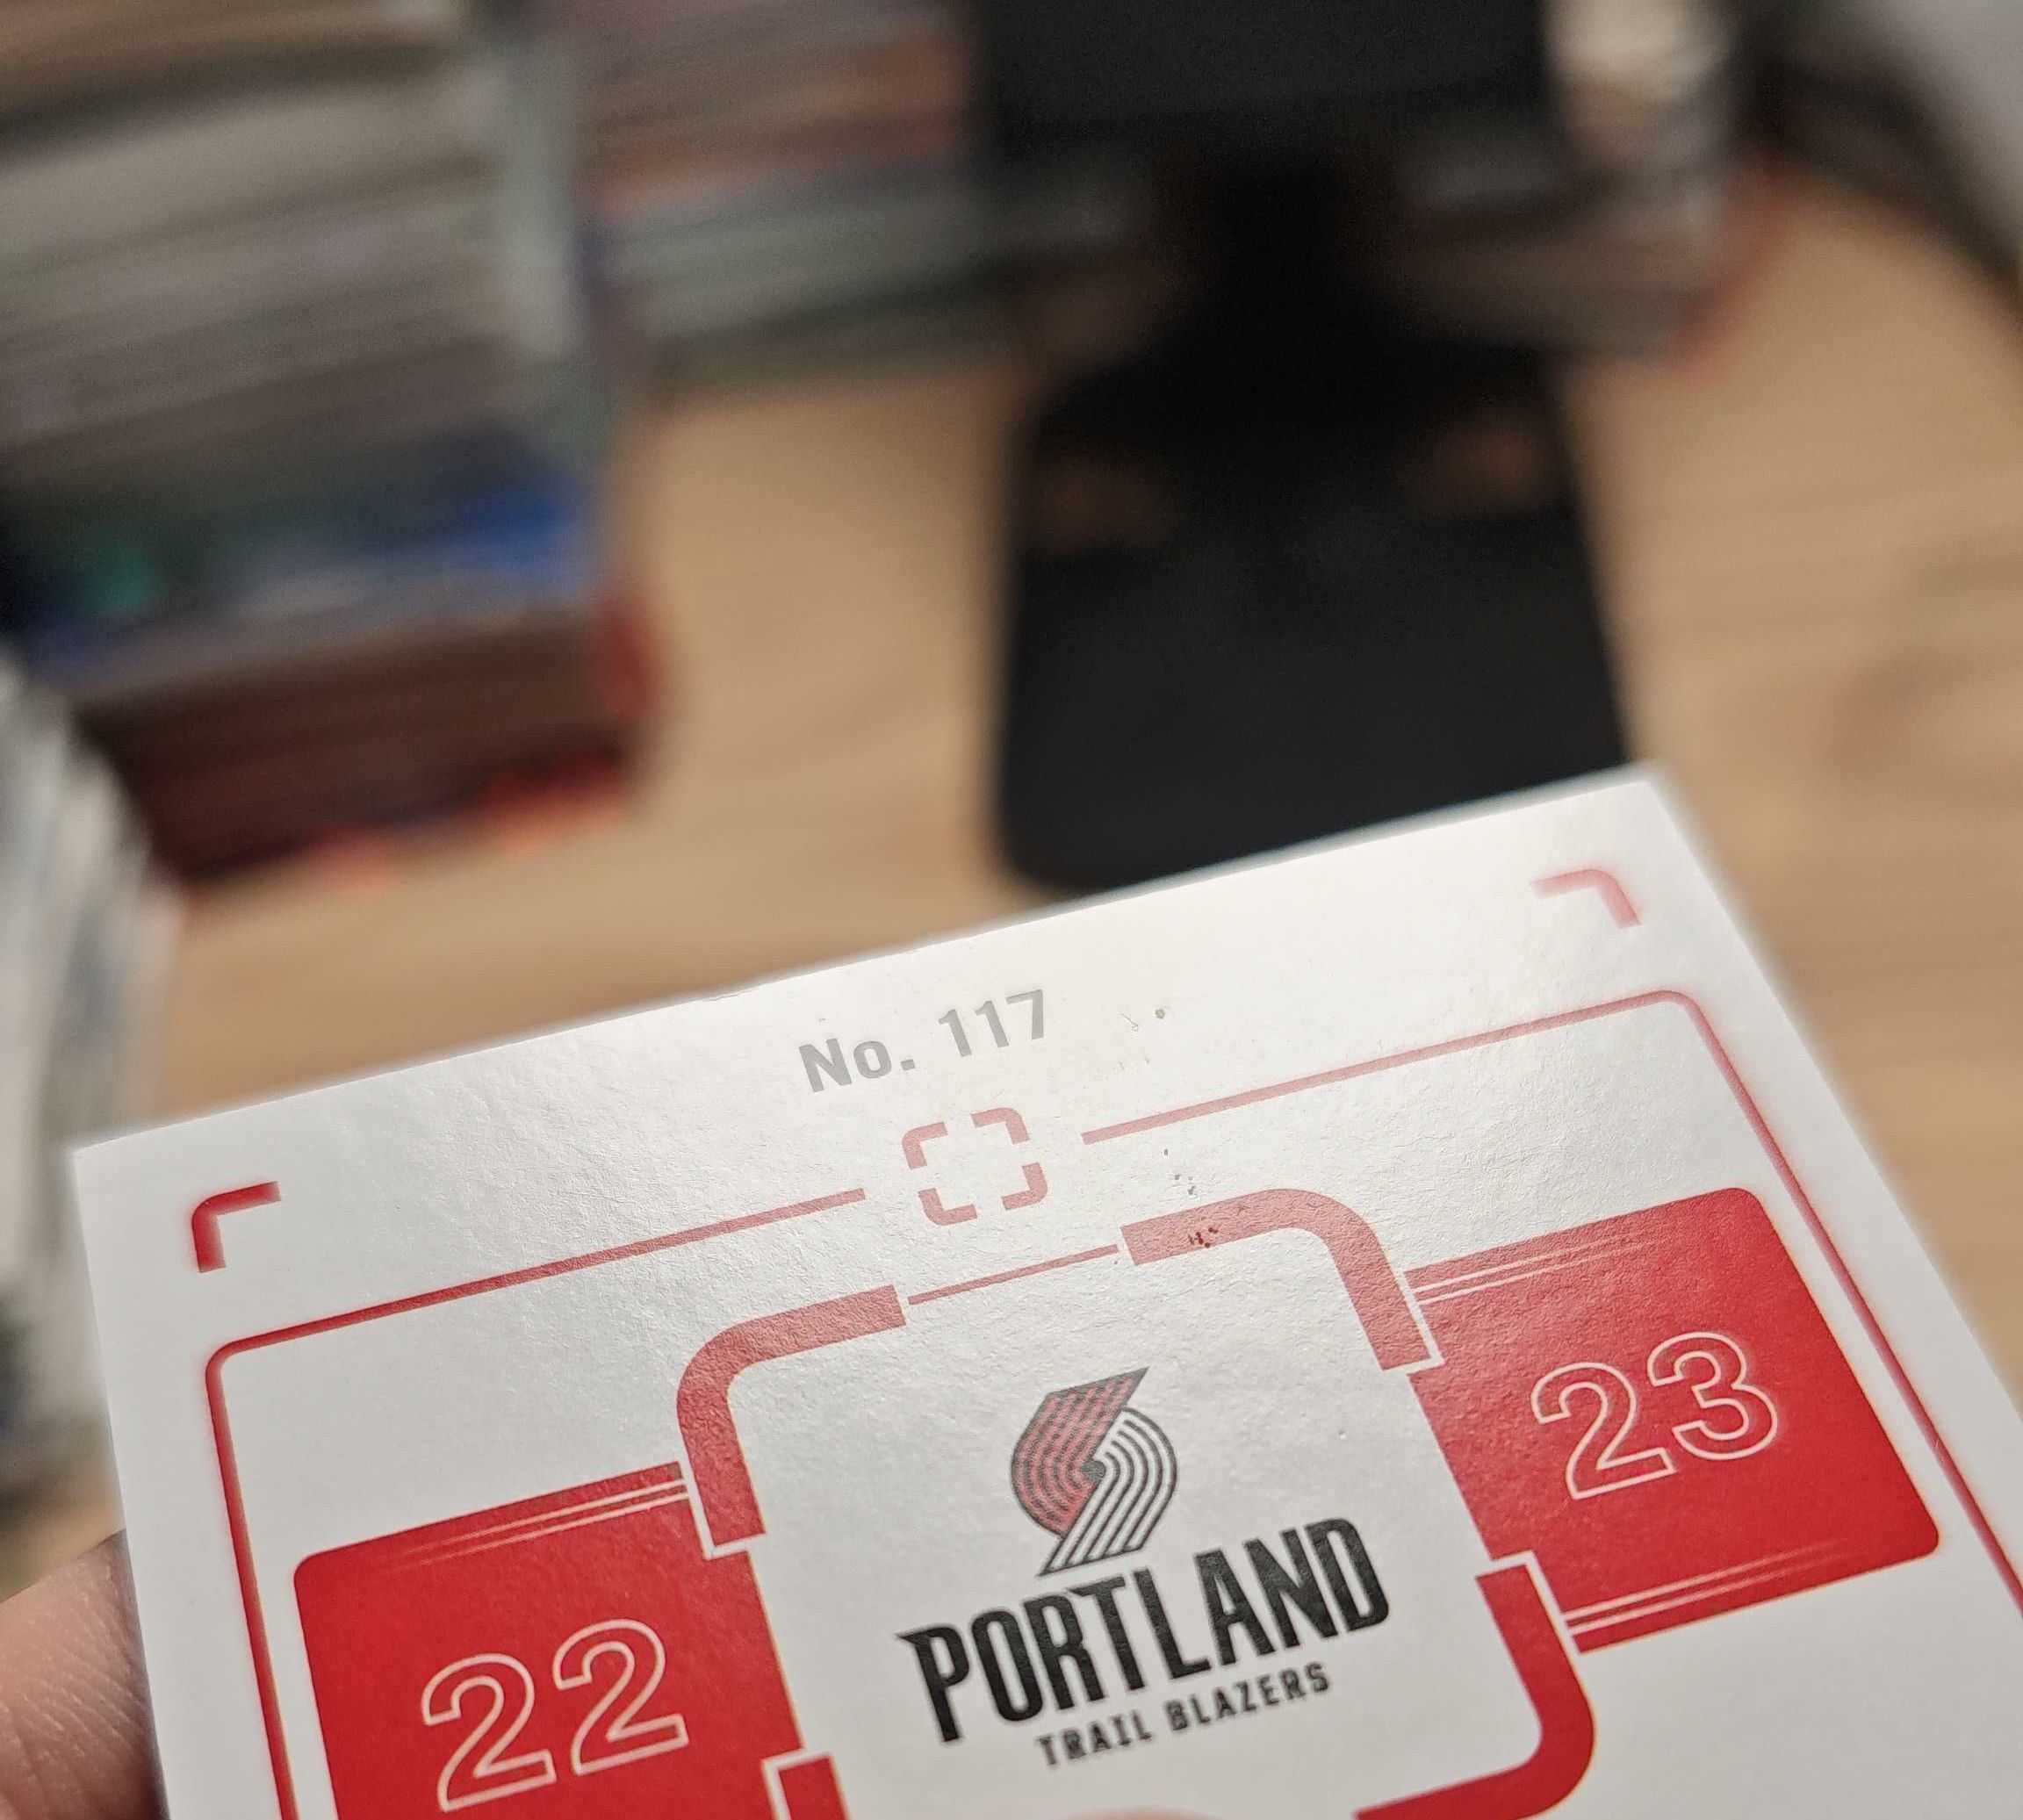 No. 117
22
23
PORTLAND
TRAIL BLAZERS